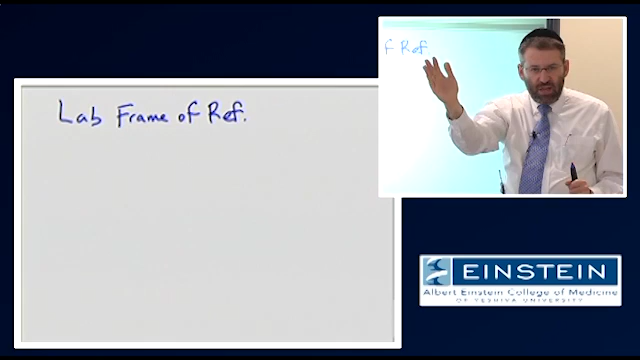 Lab Frame of Ref.
f Ref.
EINSTEIN
Albert Einstein College of Medicine
OF YESHIVA UNIVERSITY